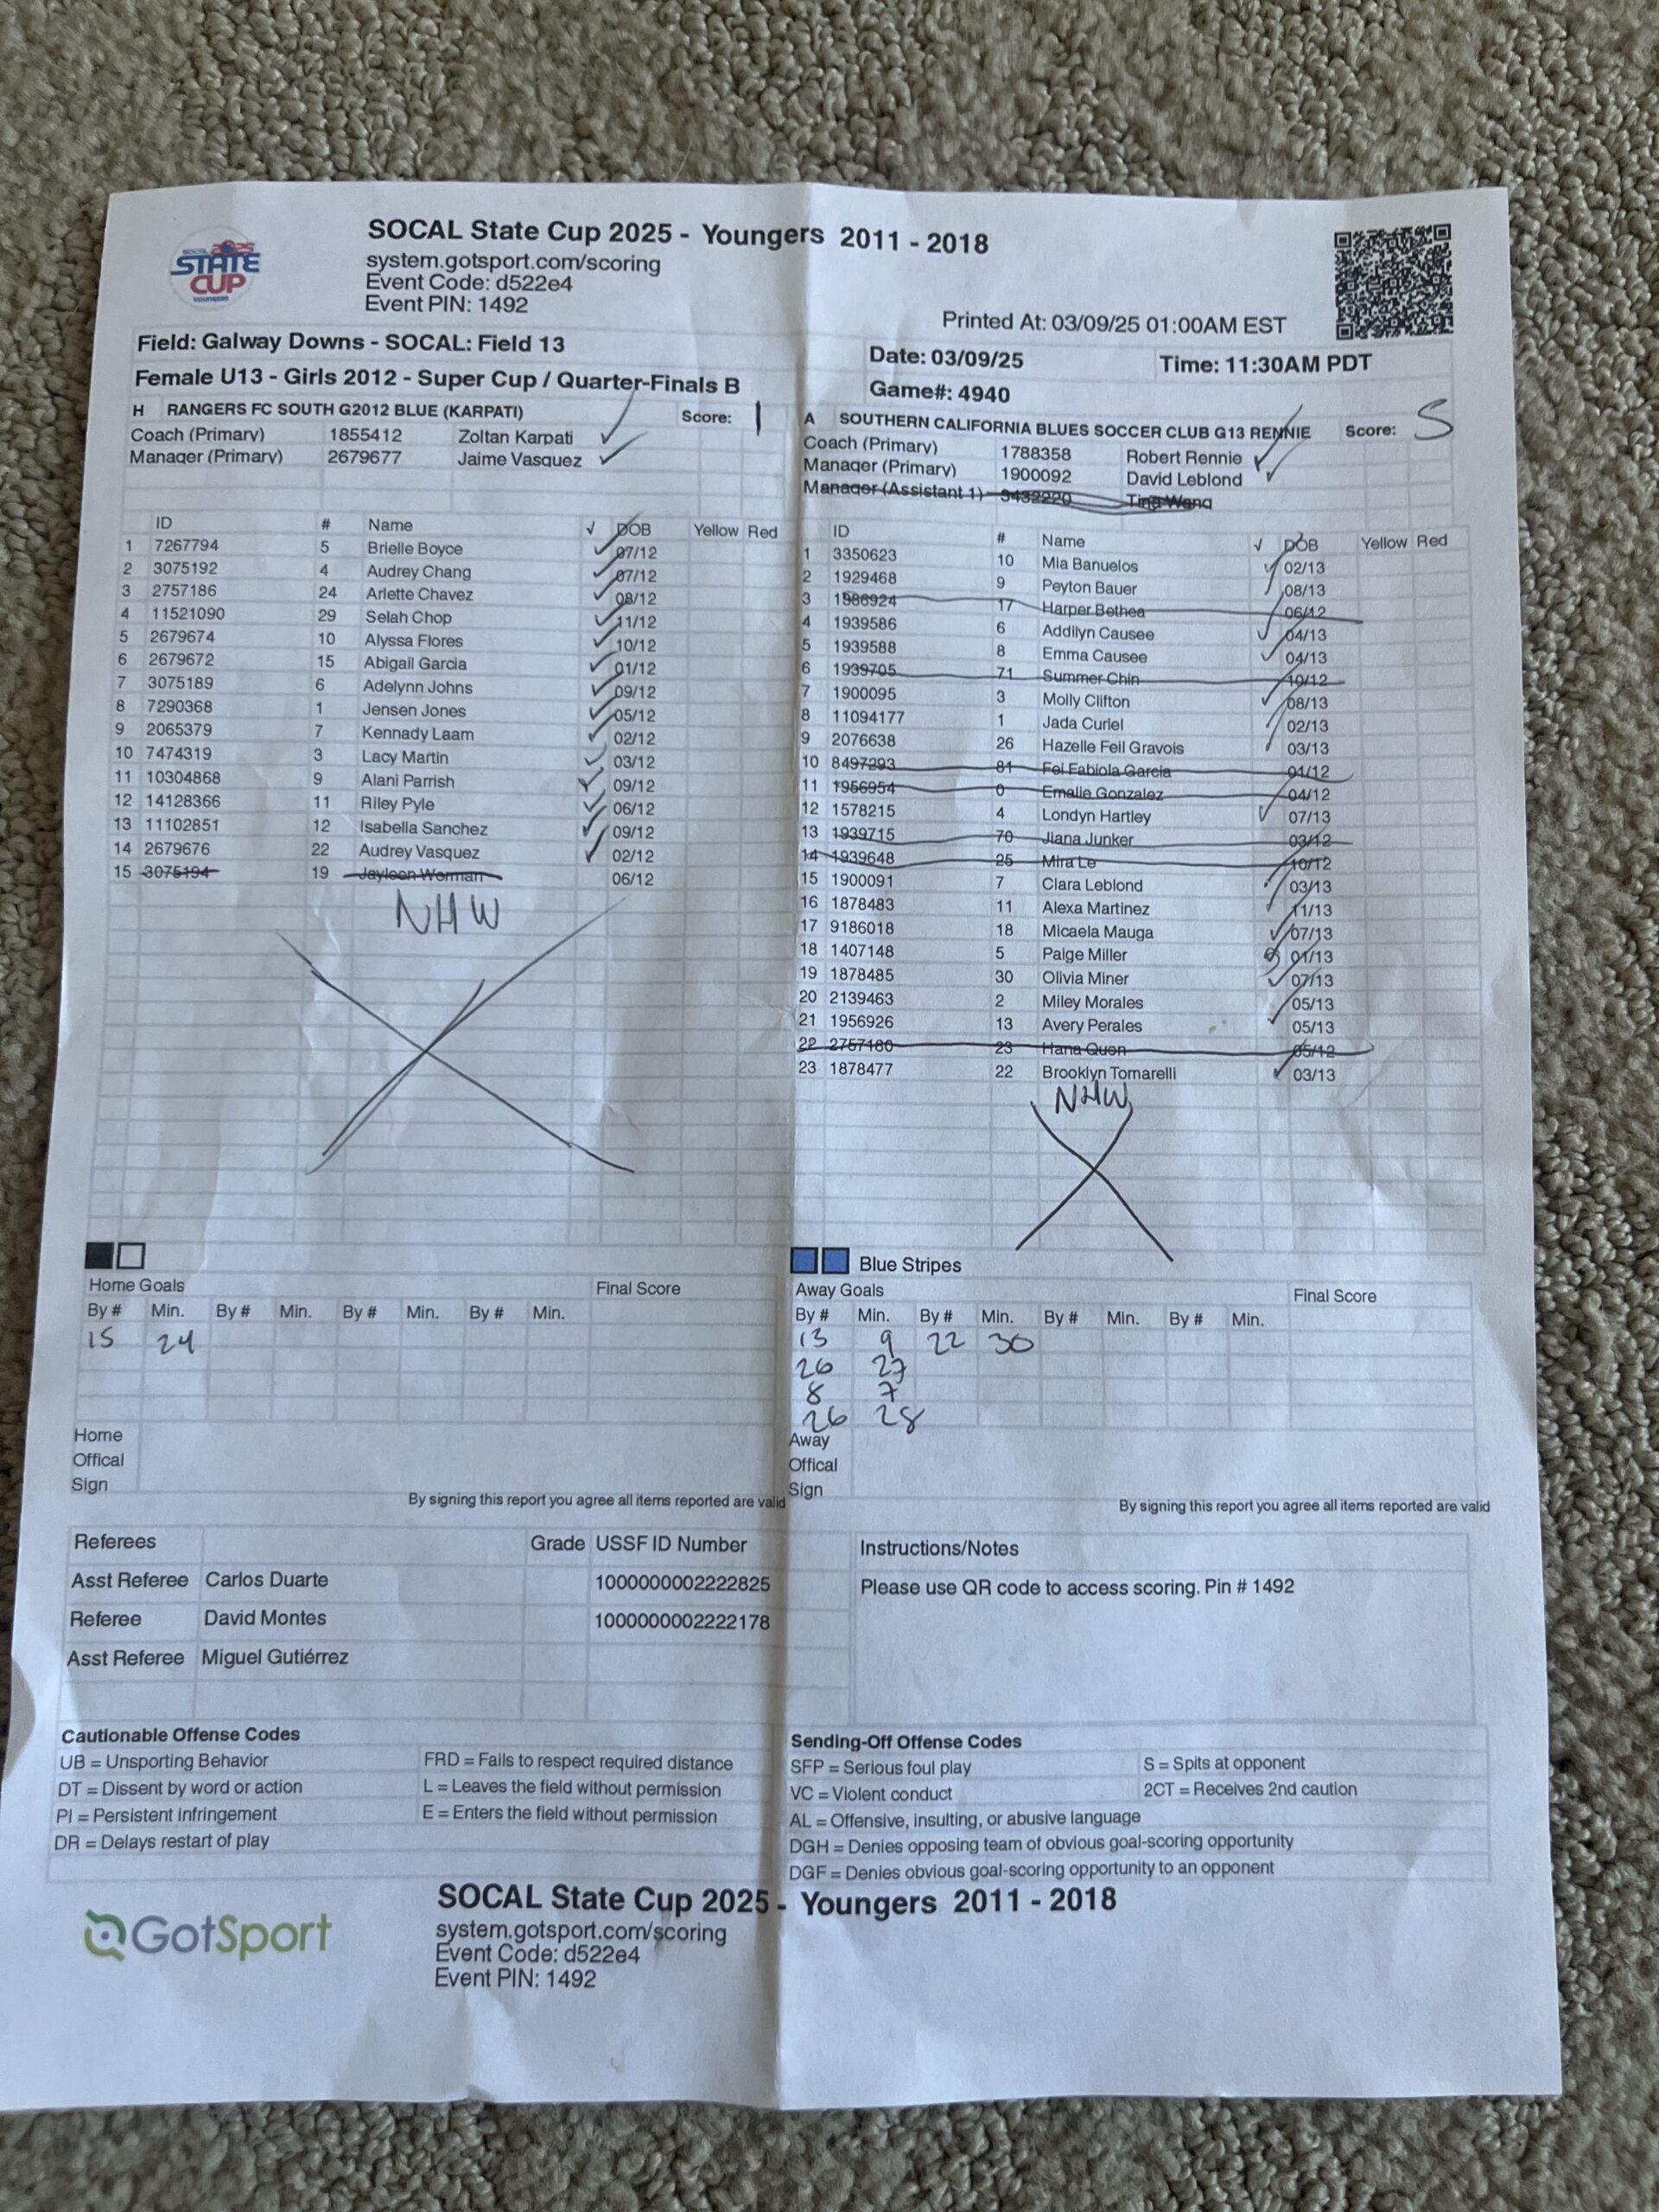 SOCAL 2025
STATE
CUP
YOUNGERS
SOCAL State Cup 2025 - Youngers 2011 - 2018
system.gotsport.com/scoring
Event Code: d522e4
Event PIN: 1492
Printed At: 03/09/25 01:00AM EST
Field: Galway Downs - SOCAL: Field 13
Date: 03/09/25 Time: 11:30AM PDT
Female U13 - Girls 2012 - Super Cup / Quarter-Finals B
Game#: 4940
H RANGERS FC SOUTH G2012 BLUE (KARPATI) Score: 1
Coach (Primary) 1855412 Zoltan Karpati
Manager (Primary) 2679677 Jaime Vasquez
ID # Name √ DOB Yellow Red
1 7267794 5 Brielle Boyce 07/12
2 3075192 4 Audrey Chang 07/12
3 2757186 24 Arlette Chavez 08/12
4 11521090 29 Selah Chop 11/12
5 2679674 10 Alyssa Flores 10/12
6 2679672 15 Abigail Garcia 01/12
7 3075189 6 Adelynn Johns 09/12
8 7290368 1 Jensen Jones 05/12
9 2065379 7 Kennady Laam 02/12
10 7474319 3 Lacy Martin 03/12
11 10304868 9 Alani Parrish 09/12
12 14128366 11 Riley Pyle 06/12
13 11102851 12 Isabella Sanchez 09/12
14 2679676 22 Audrey Vasquez 02/12
15 3075194 19 Jayleen Worman 06/12
NHW
A SOUTHERN CALIFORNIA BLUES SOCCER CLUB G13 RENNIE Score: 5
Coach (Primary) 1788358 Robert Rennie
Manager (Primary) 1900092 David Leblond
Manager (Assistant 1) 3432220 Tina Wang
ID # Name √ DOB Yellow Red
1 3350623 10 Mia Banuelos 02/13
2 1929468 9 Peyton Bauer 08/13
3 1986924 17 Harper Bethea 06/12
4 1939586 6 Addilyn Causee 04/13
5 1939588 8 Emma Causee 04/13
6 1939705 71 Summer Chin 10/12
7 1900095 3 Molly Clifton 08/13
8 11094177 1 Jada Curiel 02/13
9 2076638 26 Hazelle Feil Gravois 03/13
10 8497293 81 Fei Fabiola Garcia 01/12
11 1956954 0 Emalie Gonzalez 04/12
12 1578215 4 Londyn Hartley 07/13
13 1939715 70 Jiana Junker 03/12
14 1939648 25 Mira Le 10/12
15 1900091 7 Clara Leblond 03/13
16 1878483 11 Alexa Martinez 11/13
17 9186018 18 Micaela Mauga 07/13
18 1407148 5 Paige Miller 01/13
19 1878485 30 Olivia Miner 07/13
20 2139463 2 Miley Morales 05/13
21 1956926 13 Avery Perales 05/13
22 2757180 23 Hana Quon 05/12
23 1878477 22 Brooklyn Tomarelli 03/13
NHW
Home Goals Final Score
By # Min. By # Min. By # Min. By # Min.
15 24
Home
Offical
Sign
By signing this report you agree all items reported are valid
Blue Stripes
Away Goals Final Score
By # Min. By # Min. By # Min. By # Min.
13 9 22 30
26 27
8 7
26 28
Away
Offical
Sign
By signing this report you agree all items reported are valid
Referees Grade USSF ID Number
Asst Referee Carlos Duarte 1000000002222825
Referee David Montes 1000000002222178
Asst Referee Miguel Gutiérrez
Instructions/Notes
Please use QR code to access scoring. Pin # 1492
Cautionable Offense Codes
UB = Unsporting Behavior FRD = Fails to respect required distance
DT = Dissent by word or action L = Leaves the field without permission
PI = Persistent infringement E = Enters the field without permission
DR = Delays restart of play
Sending-Off Offense Codes
SFP = Serious foul play S = Spits at opponent
VC = Violent conduct 2CT = Receives 2nd caution
AL = Offensive, insulting, or abusive language
DGH = Denies opposing team of obvious goal-scoring opportunity
DGF = Denies obvious goal-scoring opportunity to an opponent
GotSport
SOCAL State Cup 2025 - Youngers 2011 - 2018
system.gotsport.com/scoring
Event Code: d522e4
Event PIN: 1492